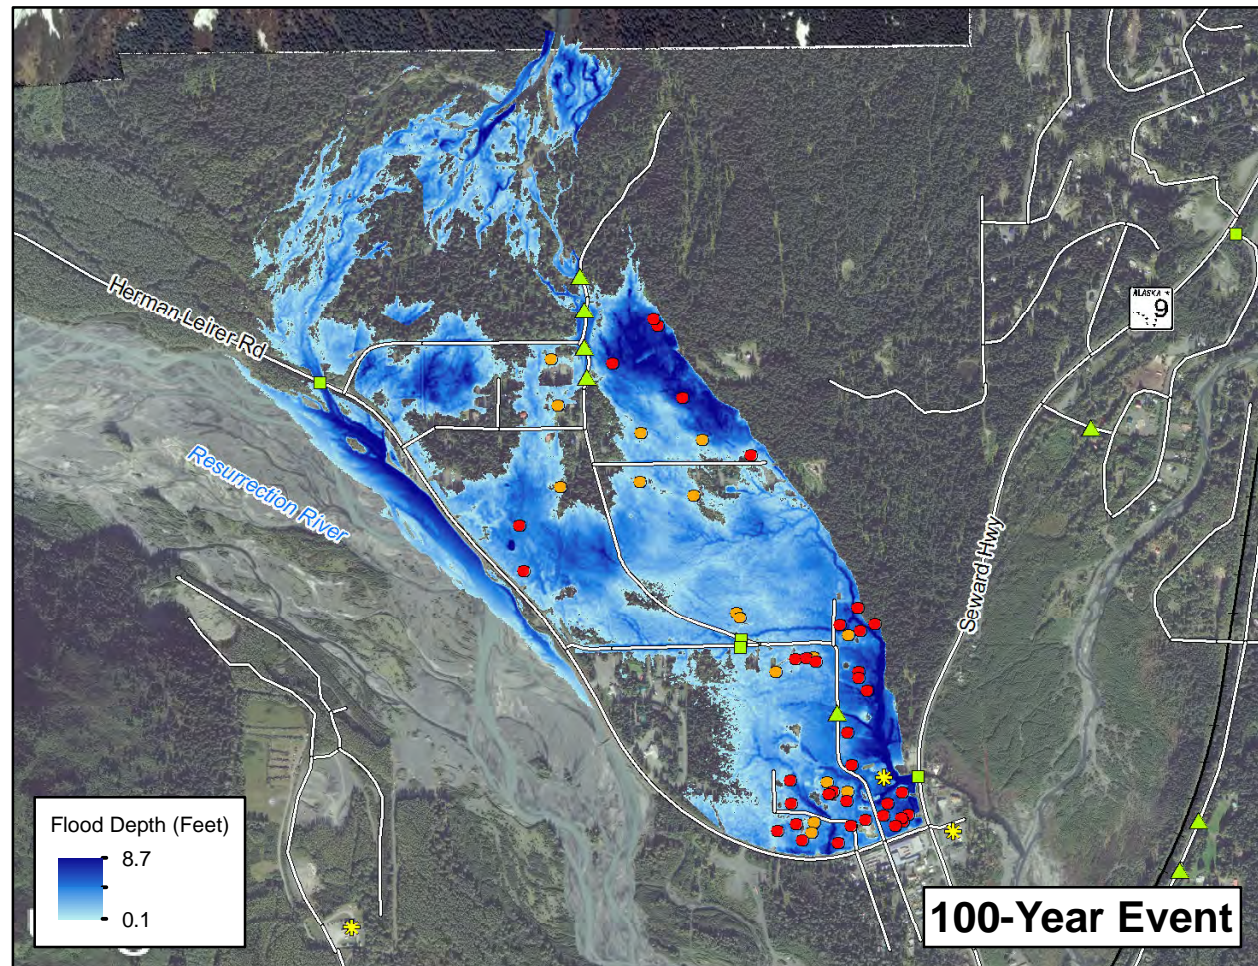 Herman Leirer Rd
ALASKA
9
Resurrection River
Seward Hwy
Flood Depth (Feet)
8.7
0.1
100-Year Event